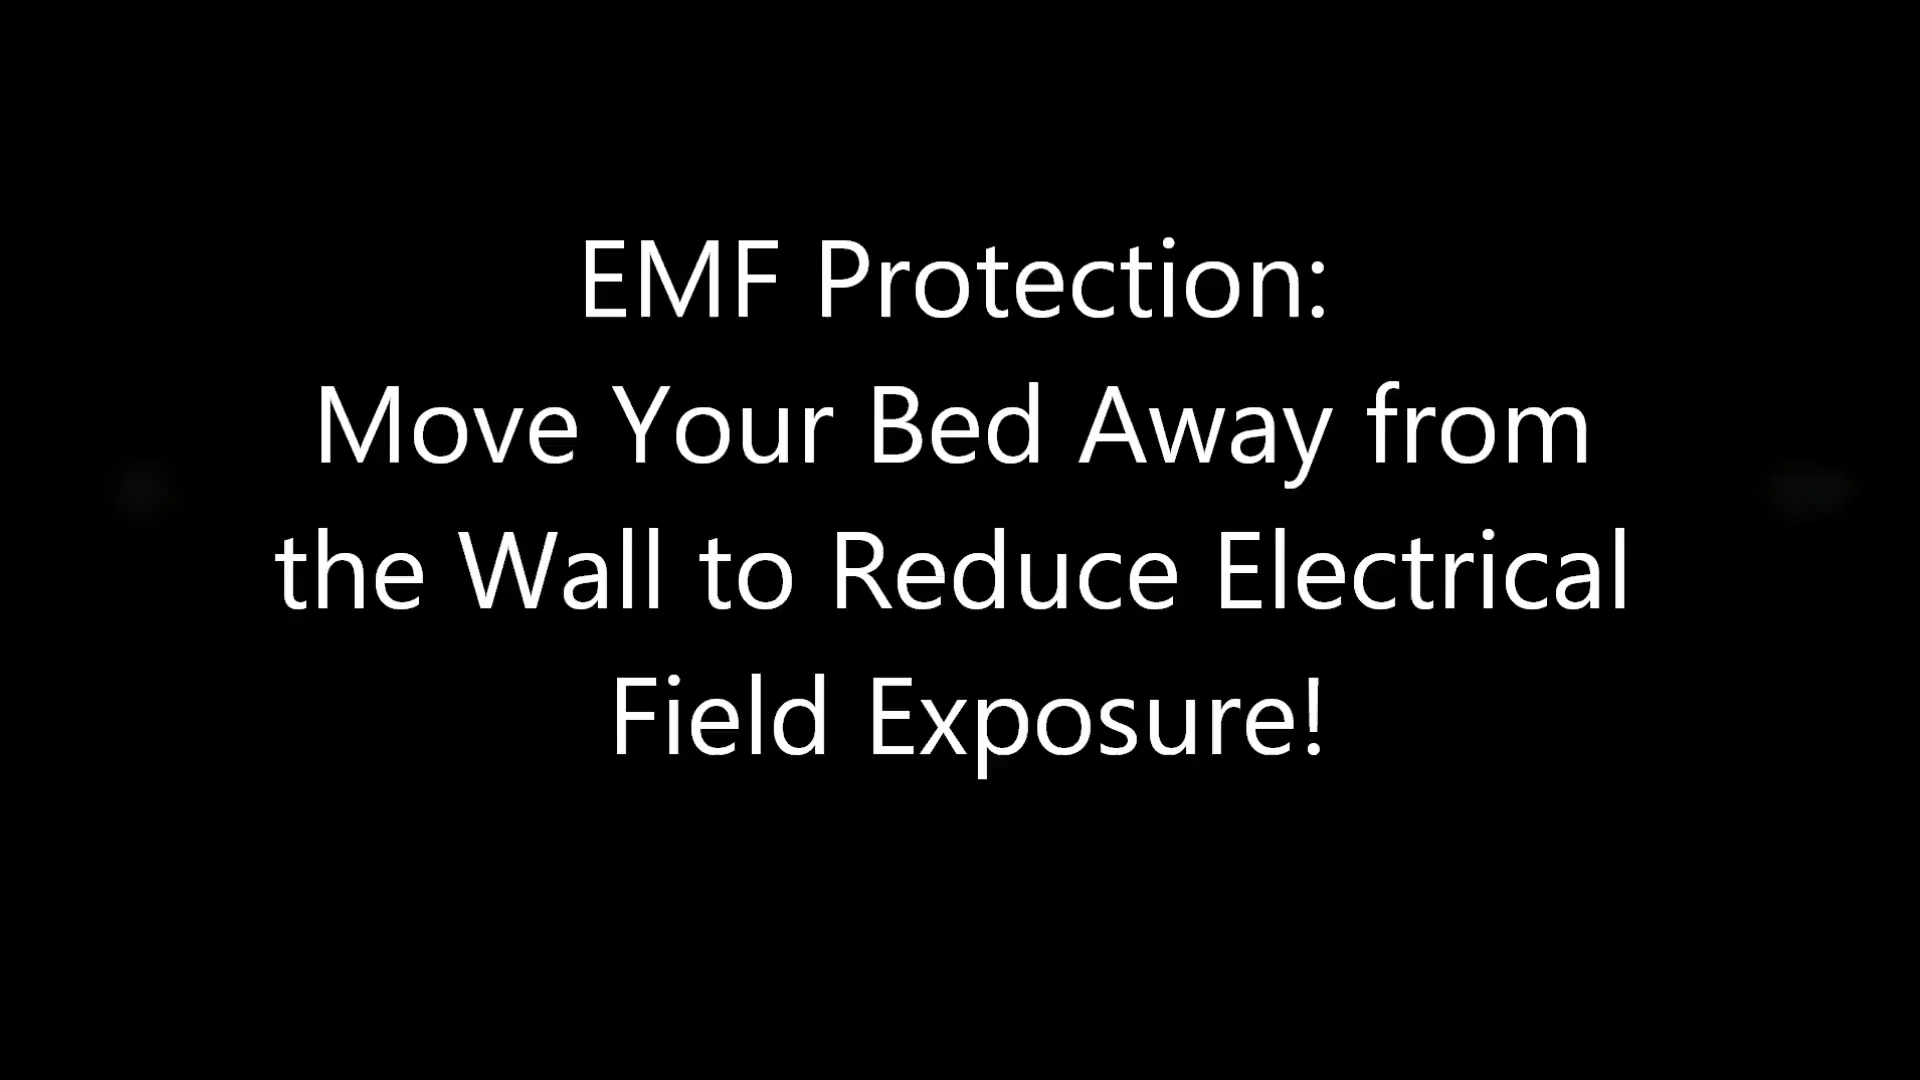 EMF Protection:
Move Your Bed Away from
the Wall to Reduce Electrical
Field Exposure!